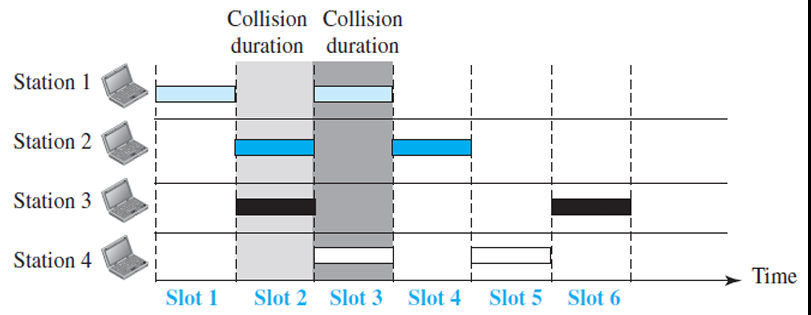 Collision Collision
duration duration
Station 1
Station 2
Station 3
Station 4
Time
Slot 1 Slot 2 Slot 3 Slot 4 Slot 5 Slot 6